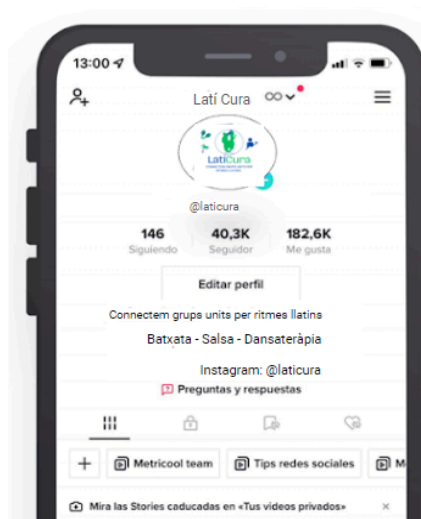 13:00
Latí Cura
LatiCura
@laticura
146 40,3K 182,6K
Siguiendo Seguidor Me gusta
Editar perfil
Connectem grups units per ritmes llatins
Batxata - Salsa - Dansateràpia
Instagram: @laticura
Preguntas y respuestas
Metricool team Tips redes sociales M
Mira las Stories caducadas en «Tus vídeos privados»